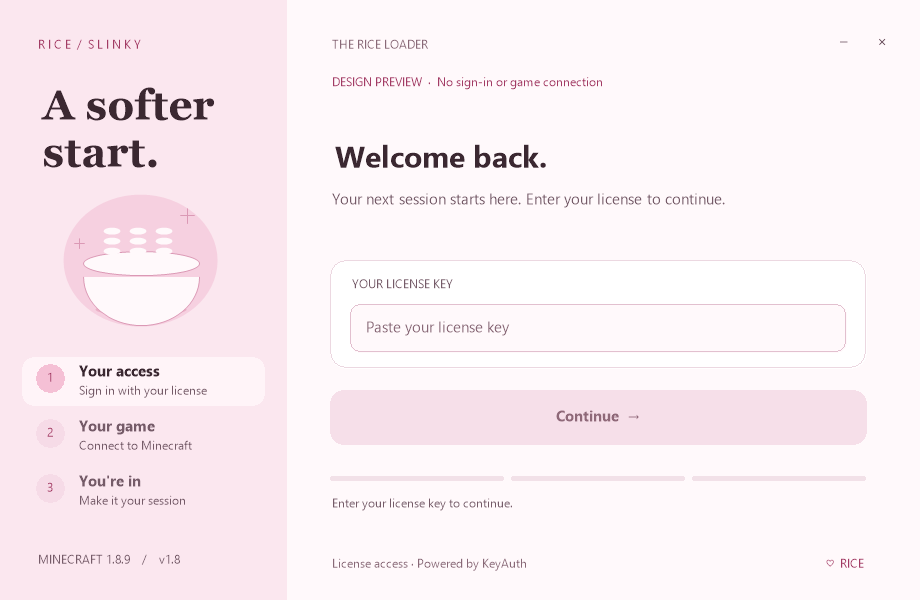 RICE / SLINKY
A softer
start.
1
Your access
Sign in with your license
2
Your game
Connect to Minecraft
3
You're in
Make it your session
MINECRAFT 1.8.9 / v1.8
THE RICE LOADER
DESIGN PREVIEW · No sign-in or game connection
Welcome back.
Your next session starts here. Enter your license to continue.
YOUR LICENSE KEY
Paste your license key
Continue →
Enter your license key to continue.
License access · Powered by KeyAuth
♡ RICE